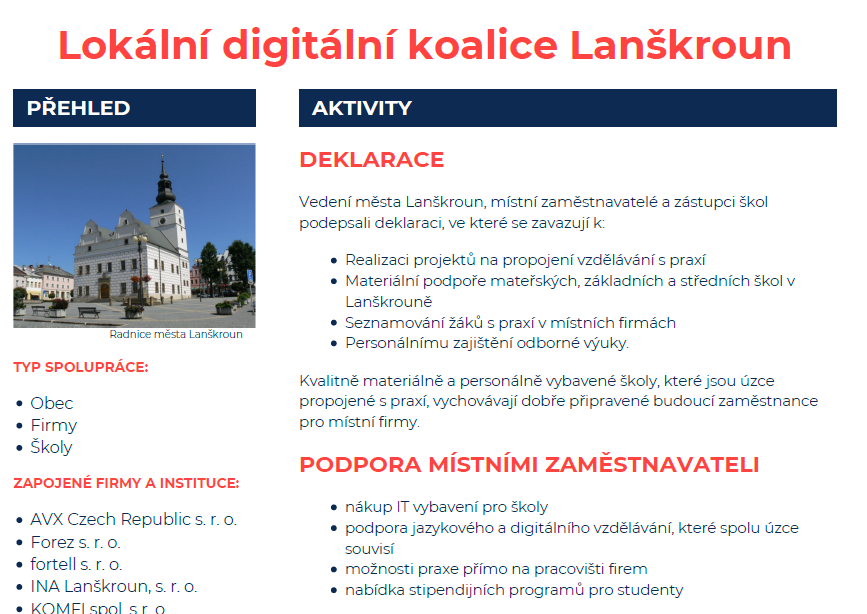 Lokální digitální koalice Lanškroun
PŘEHLED
Radnice města Lanškroun
TYP SPOLUPRÁCE:
• Obec
• Firmy
• Školy
ZAPOJENÉ FIRMY A INSTITUCE:
• AVX Czech Republic s. r. o.
• Forez s. r. o.
• fortell s. r. o.
• INA Lanškroun, s. r. o.
• KOMFI spol. s r. o.
AKTIVITY
DEKLARACE
Vedení města Lanškroun, místní zaměstnavatelé a zástupci škol
podepsali deklaraci, ve které se zavazují k:
• Realizaci projektů na propojení vzdělávání s praxí
• Materiální podpoře mateřských, základních a středních škol v
Lanškrouně
• Seznamování žáků s praxí v místních firmách
• Personálnímu zajištění odborné výuky.
Kvalitně materiálně a personálně vybavené školy, které jsou úzce
propojené s praxí, vychovávají dobře připravené budoucí zaměstnance
pro místní firmy.
PODPORA MÍSTNÍMI ZAMĚSTNAVATELI
• nákup IT vybavení pro školy
• podpora jazykového a digitálního vzdělávání, které spolu úzce
souvisí
• možnosti praxe přímo na pracovišti firem
• nabídka stipendijních programů pro studenty